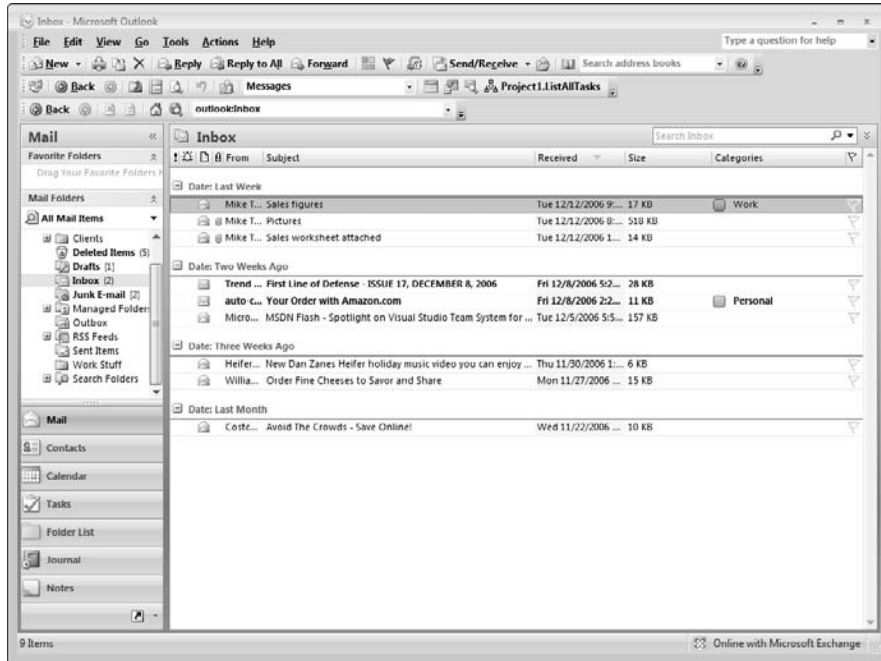 Inbox - Microsoft Outlook
File Edit View Go Tools Actions Help Type a question for help
New Reply Reply to All Forward Send/Receive Search address books
Back Messages Project1.ListAllTasks
Back outlook:Inbox
Mail
Favorite Folders
Drag Your Favorite Folders
Mail Folders
All Mail Items
Clients
Deleted Items (5)
Drafts [1]
Inbox (2)
Junk E-mail [2]
Managed Folder
Outbox
RSS Feeds
Sent Items
Work Stuff
Search Folders
Mail
Contacts
Calendar
Tasks
Folder List
Journal
Notes
Inbox Search Inbox
From Subject Received Size Categories
Date: Last Week
Mike T... Sales figures Tue 12/12/2006 9:... 17 KB Work
Mike T... Pictures Tue 12/12/2006 8:... 518 KB
Mike T... Sales worksheet attached Tue 12/12/2006 1... 14 KB
Date: Two Weeks Ago
Trend ... First Line of Defense - ISSUE 17, DECEMBER 8, 2006 Fri 12/8/2006 5:2... 28 KB
auto-c... Your Order with Amazon.com Fri 12/8/2006 2:2... 11 KB Personal
Micro... MSDN Flash - Spotlight on Visual Studio Team System for ... Tue 12/5/2006 5:5... 157 KB
Date: Three Weeks Ago
Heifer... New Dan Zanes Heifer holiday music video you can enjoy ... Thu 11/30/2006 1:... 6 KB
Willia... Order Fine Cheeses to Savor and Share Mon 11/27/2006 ... 15 KB
Date: Last Month
Costc... Avoid The Crowds - Save Online! Wed 11/22/2006 ... 10 KB
9 Items Online with Microsoft Exchange